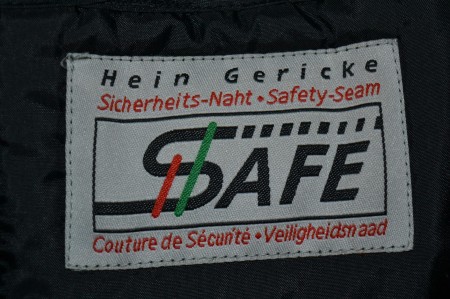 Hein Gericke
Sicherheits-Naht • Safety-Seam
SAFE
Couture de Sécurité • Veiligheidsnaad